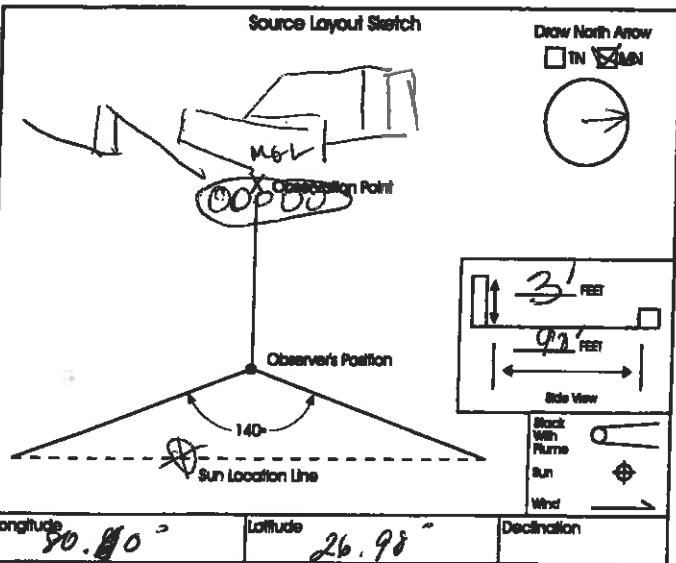 Source Layout Sketch
Draw North Arrow
TN MN
MGL
Observation Point
3' FEET
FEET
Side View
Observer's Position
140°
Sun Location Line
Stack
With
Plume
Sun
Wind
Longitude Latitude Declination
26.98